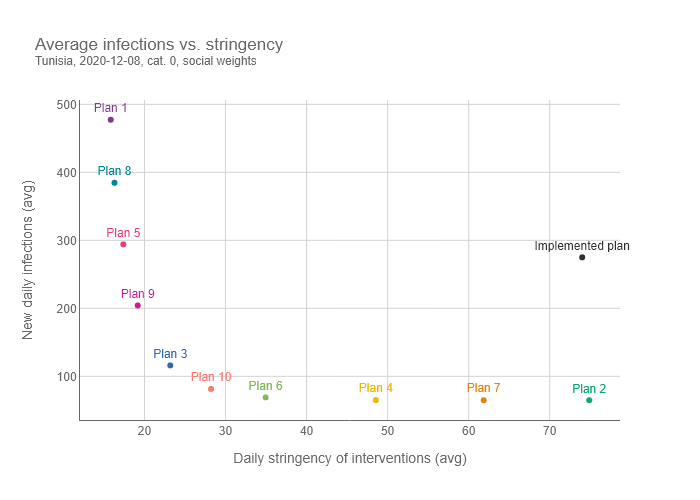 Average infections vs. stringency
Tunisia, 2020-12-08, cat. 0, social weights
500
Plan 1
400
Plan 8
300
Plan 5
Implemented plan
200
Plan 9
Plan 3
100
Plan 10
Plan 6
Plan 4
Plan 7
Plan 2
New daily infections (avg)
20
30
40
50
60
70
Daily stringency of interventions (avg)